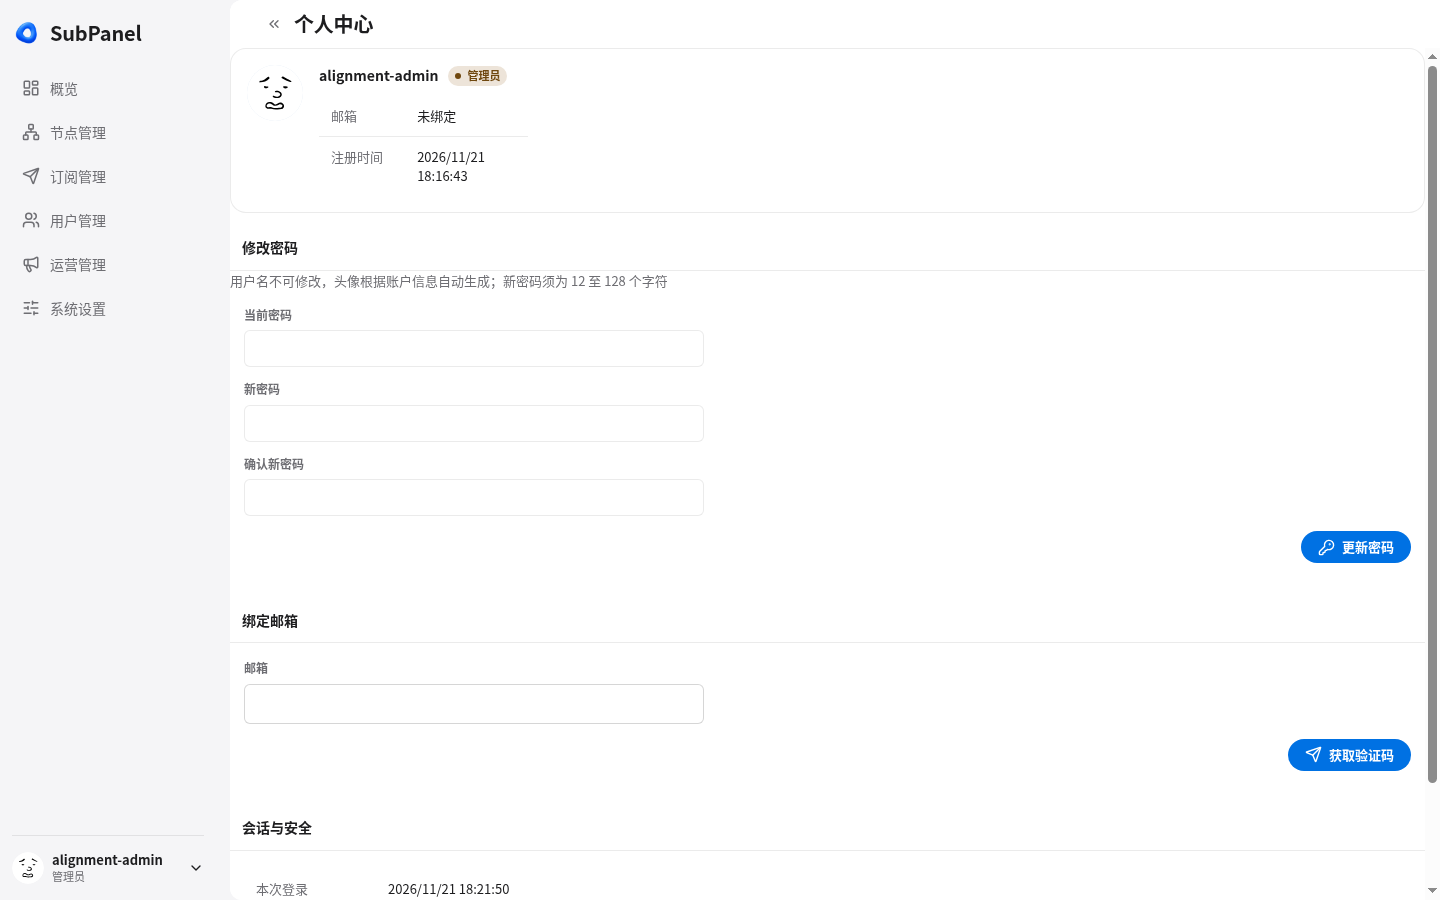 SubPanel
概览
节点管理
订阅管理
用户管理
运营管理
系统设置
alignment-admin
管理员
个人中心
alignment-admin
管理员
邮箱 未绑定
注册时间 2026/11/21
18:16:43
修改密码
用户名不可修改，头像根据账户信息自动生成；新密码须为 12 至 128 个字符
当前密码
新密码
确认新密码
更新密码
绑定邮箱
邮箱
获取验证码
会话与安全
本次登录 2026/11/21 18:21:50